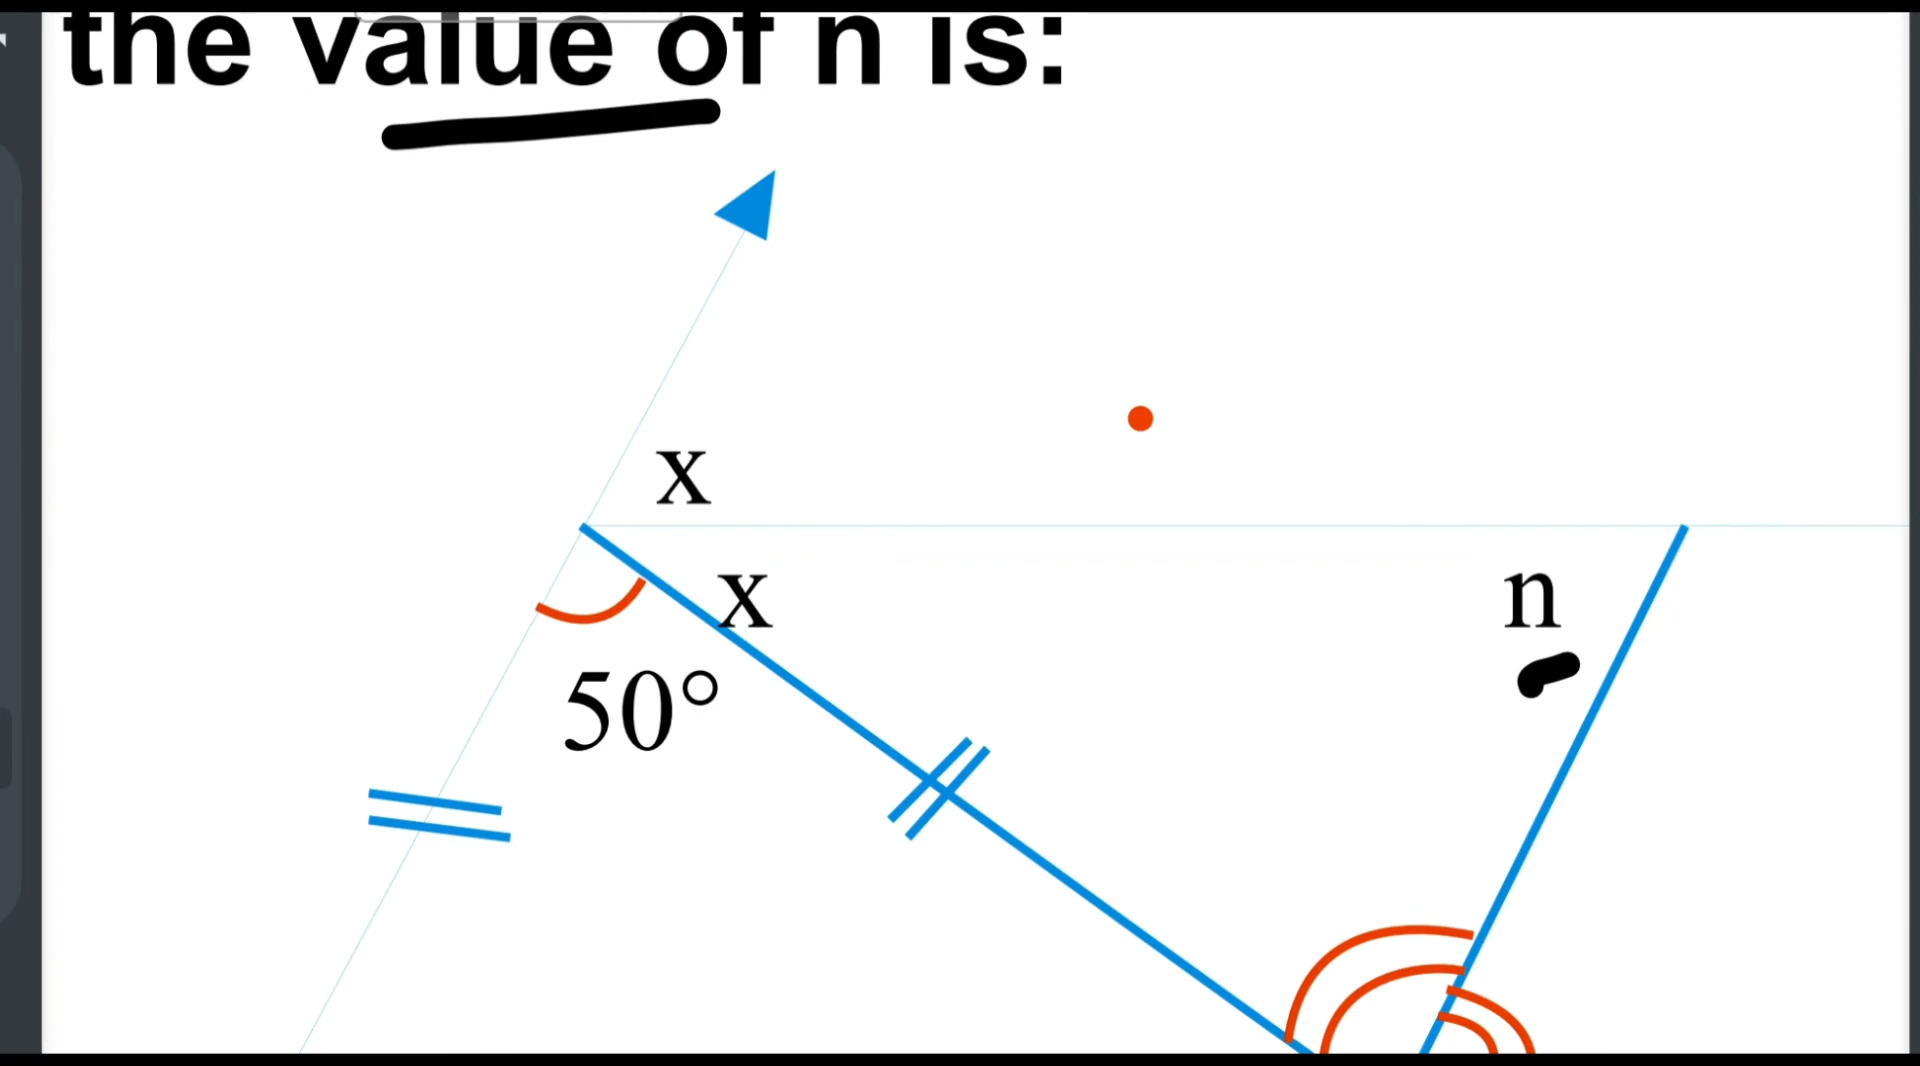 the value of n is:
x
x
n
50°